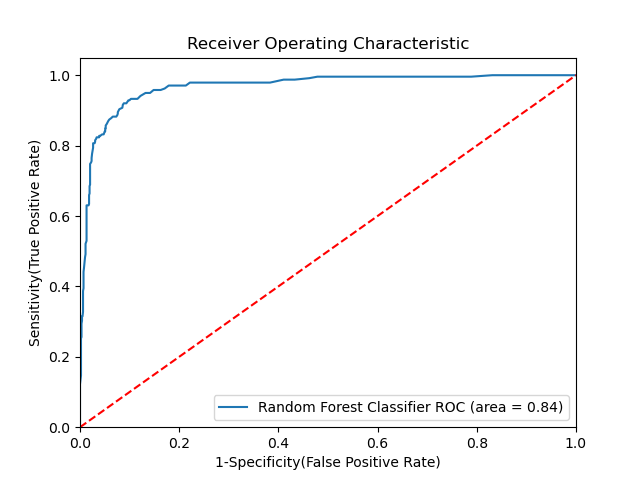 Receiver Operating Characteristic
1.0
0.8
0.6
0.4
0.2
0.0
Sensitivity(True Positive Rate)
Random Forest Classifier ROC (area = 0.84)
0.0 0.2 0.4 0.6 0.8 1.0
1-Specificity(False Positive Rate)